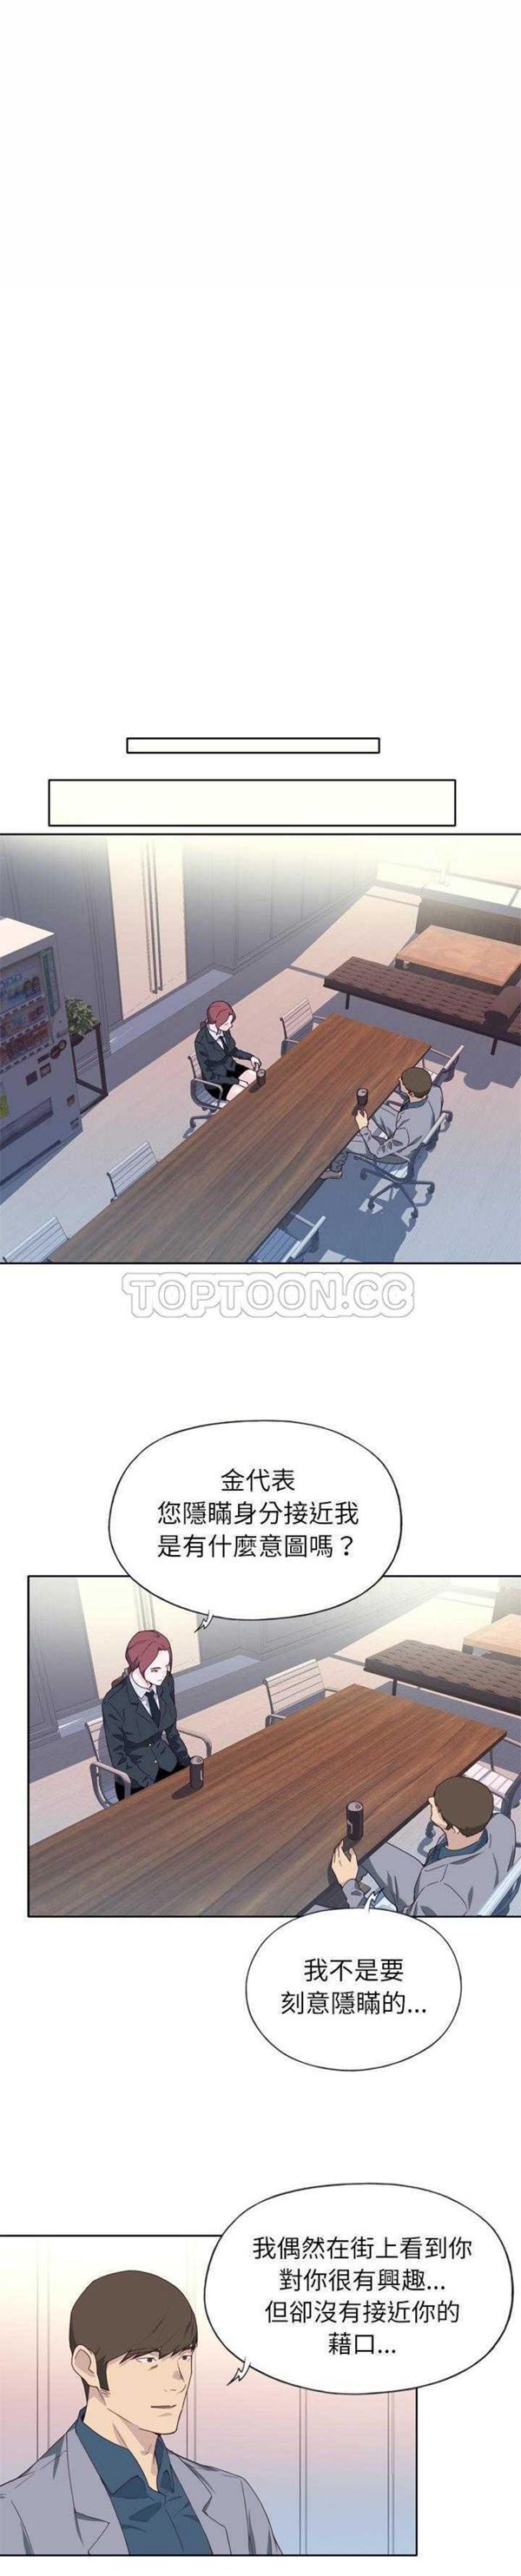 TOPTOON.CC
金代表
您隱瞞身分接近我
是有什麼意圖嗎？
我不是要
刻意隱瞞的…
我偶然在街上看到你
對你很有興趣…
但卻沒有接近你的
藉口…